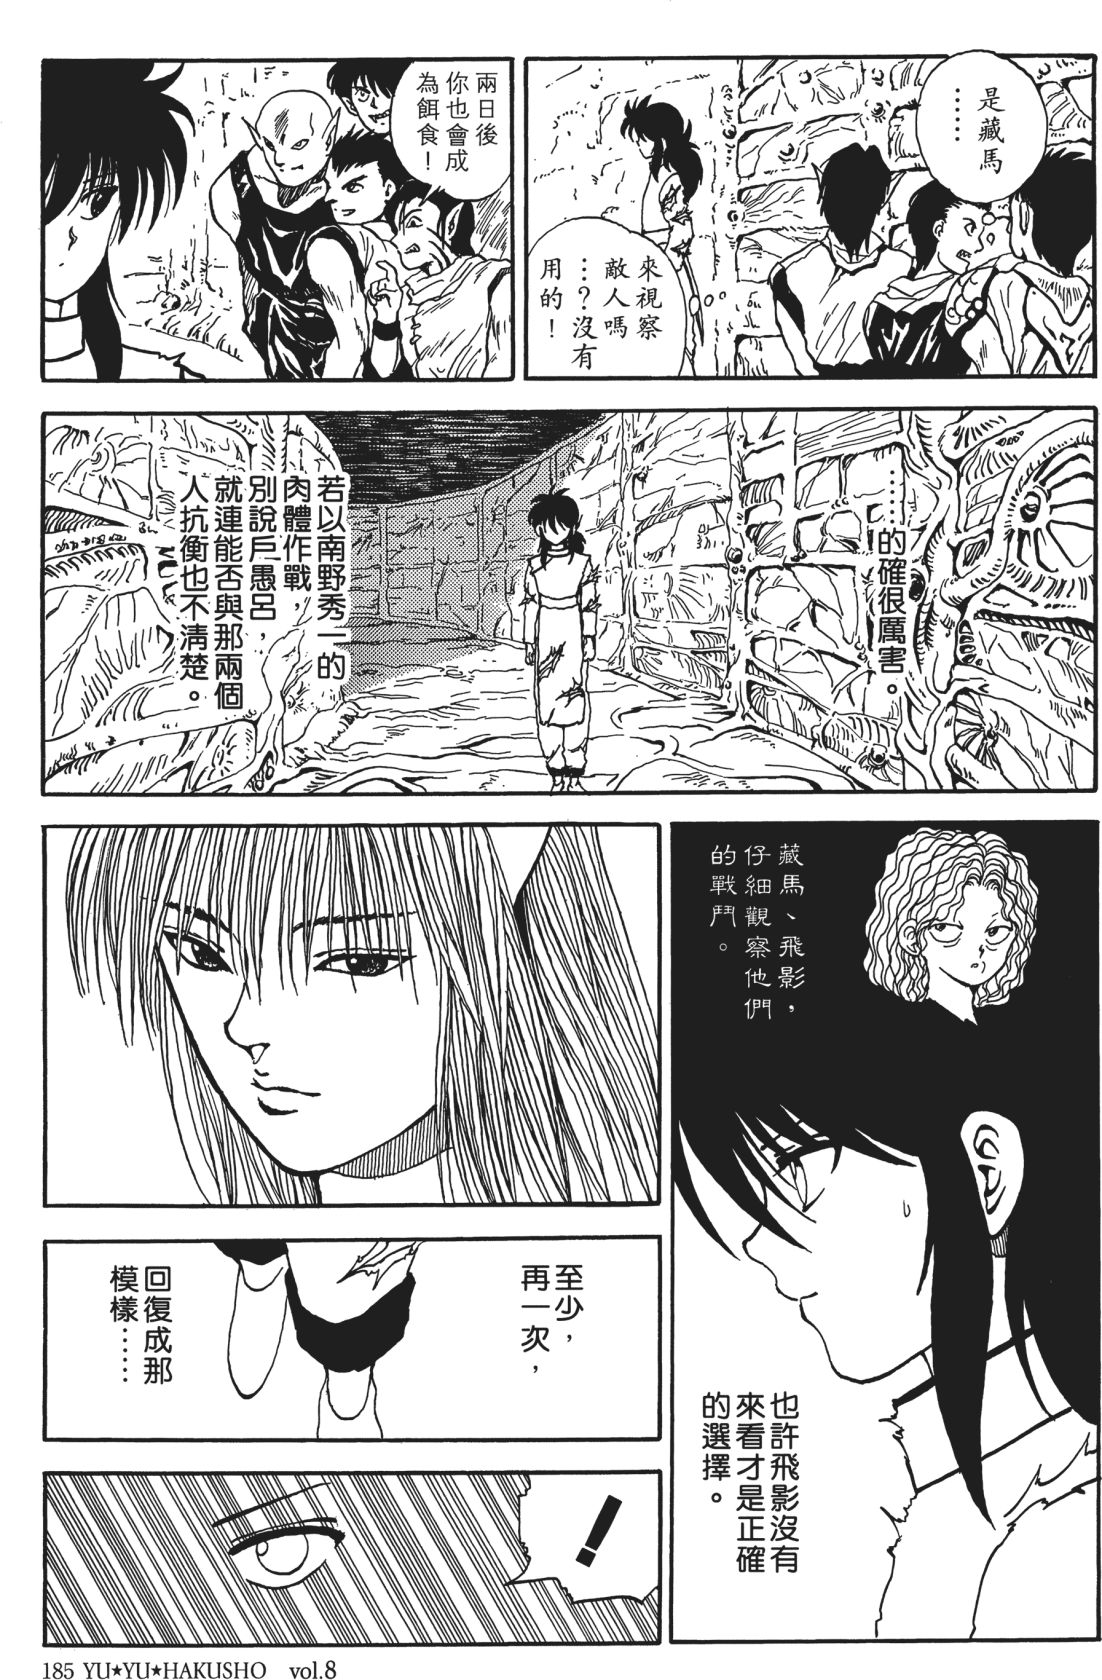 是藏馬
……
來視察
敵人嗎
…？沒有
用的！
兩日後
你也會成
為餌食！
……的確很厲害。
若以南野秀一的
肉體作戰，
別說戶愚呂，
就連能否與那兩個
人抗衡也不清楚。
藏馬、飛影，
仔細觀察他們
的戰鬥。
也許飛影沒有
來看才是正確
的選擇。
至少，
再一次，
回復成那
模樣……
！
185 YU★YU★HAKUSHO vol.8